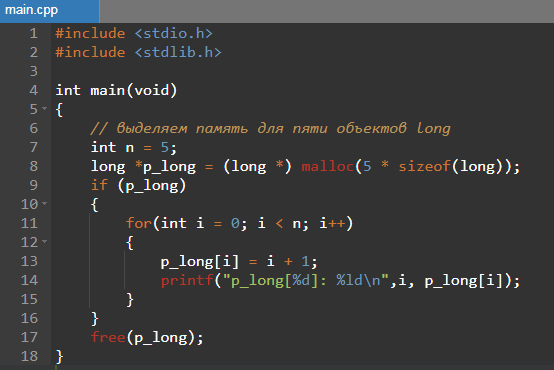 main.cpp
1 #include <stdio.h>
2 #include <stdlib.h>
3
4 int main(void)
5 {
6     // выделяем память для пяти объектов long
7     int n = 5;
8     long *p_long = (long *) malloc(5 * sizeof(long));
9     if (p_long)
10     {
11         for(int i = 0; i < n; i++)
12         {
13             p_long[i] = i + 1;
14             printf("p_long[%d]: %ld\n",i, p_long[i]);
15         }
16     }
17     free(p_long);
18 }